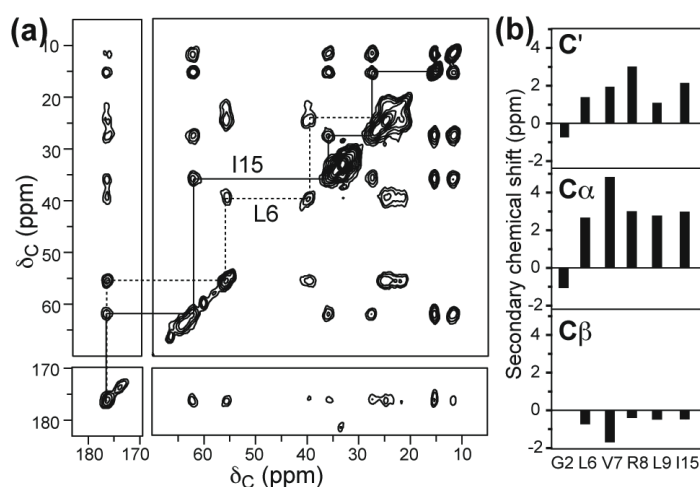 (a)
10
20
30
40
50
60
170
180
δC (ppm)
I15
L6
180 170
60 50 40 30 20 10
δC (ppm)
(b)
Secondary chemical shift (ppm)
C'
4
2
0
-2
Cα
4
2
0
-2
Cβ
4
2
0
-2
G2 L6 V7 R8 L9 I15